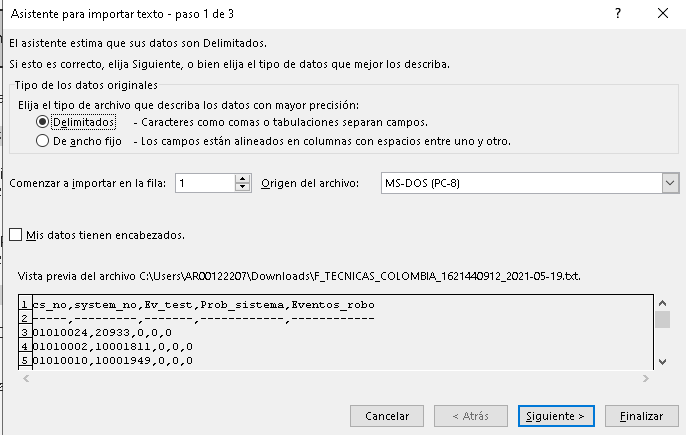 Asistente para importar texto - paso 1 de 3 ? ×
El asistente estima que sus datos son Delimitados.
Si esto es correcto, elija Siguiente, o bien elija el tipo de datos que mejor los describa.
Tipo de los datos originales
Elija el tipo de archivo que describa los datos con mayor precisión:
Delimitados - Caracteres como comas o tabulaciones separan campos.
De ancho fijo - Los campos están alineados en columnas con espacios entre uno y otro.
Comenzar a importar en la fila: 1 Origen del archivo: MS-DOS (PC-8)
Mis datos tienen encabezados.
Vista previa del archivo C:\Users\AR00122207\Downloads\F_TECNICAS_COLOMBIA_1621440912_2021-05-19.txt.
1 cs_no,system_no,Ev_test,Prob_sistema,Eventos_robo
2 -----,---------,-------,------------,------------
3 01010024,20933,0,0,0
4 01010002,10001811,0,0,0
5 01010010,10001949,0,0,0
Cancelar < Atrás Siguiente > Finalizar